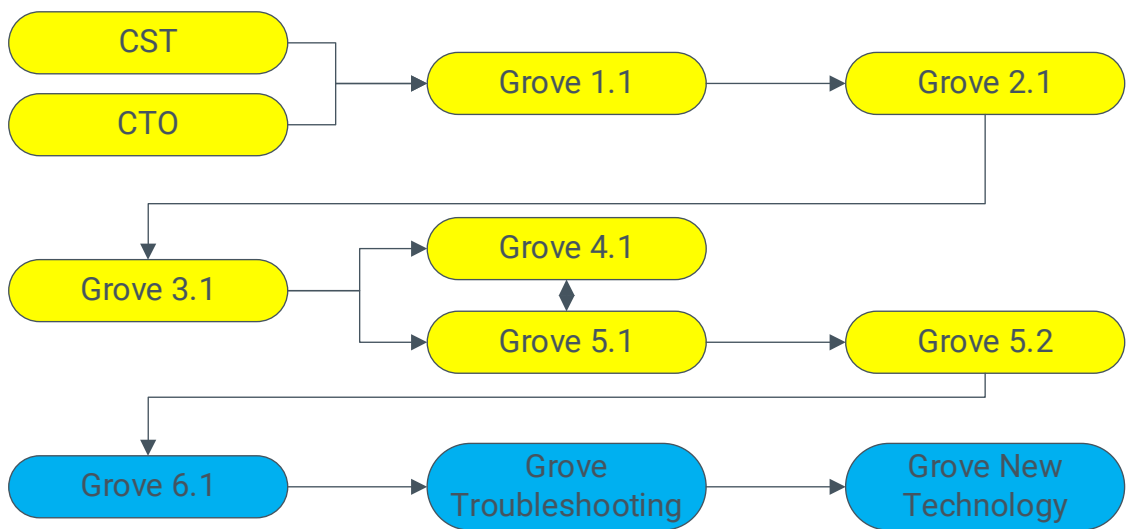 CST
CTO
Grove 1.1
Grove 2.1
Grove 3.1
Grove 4.1
Grove 5.1
Grove 5.2
Grove 6.1
Grove
Troubleshooting
Grove New
Technology